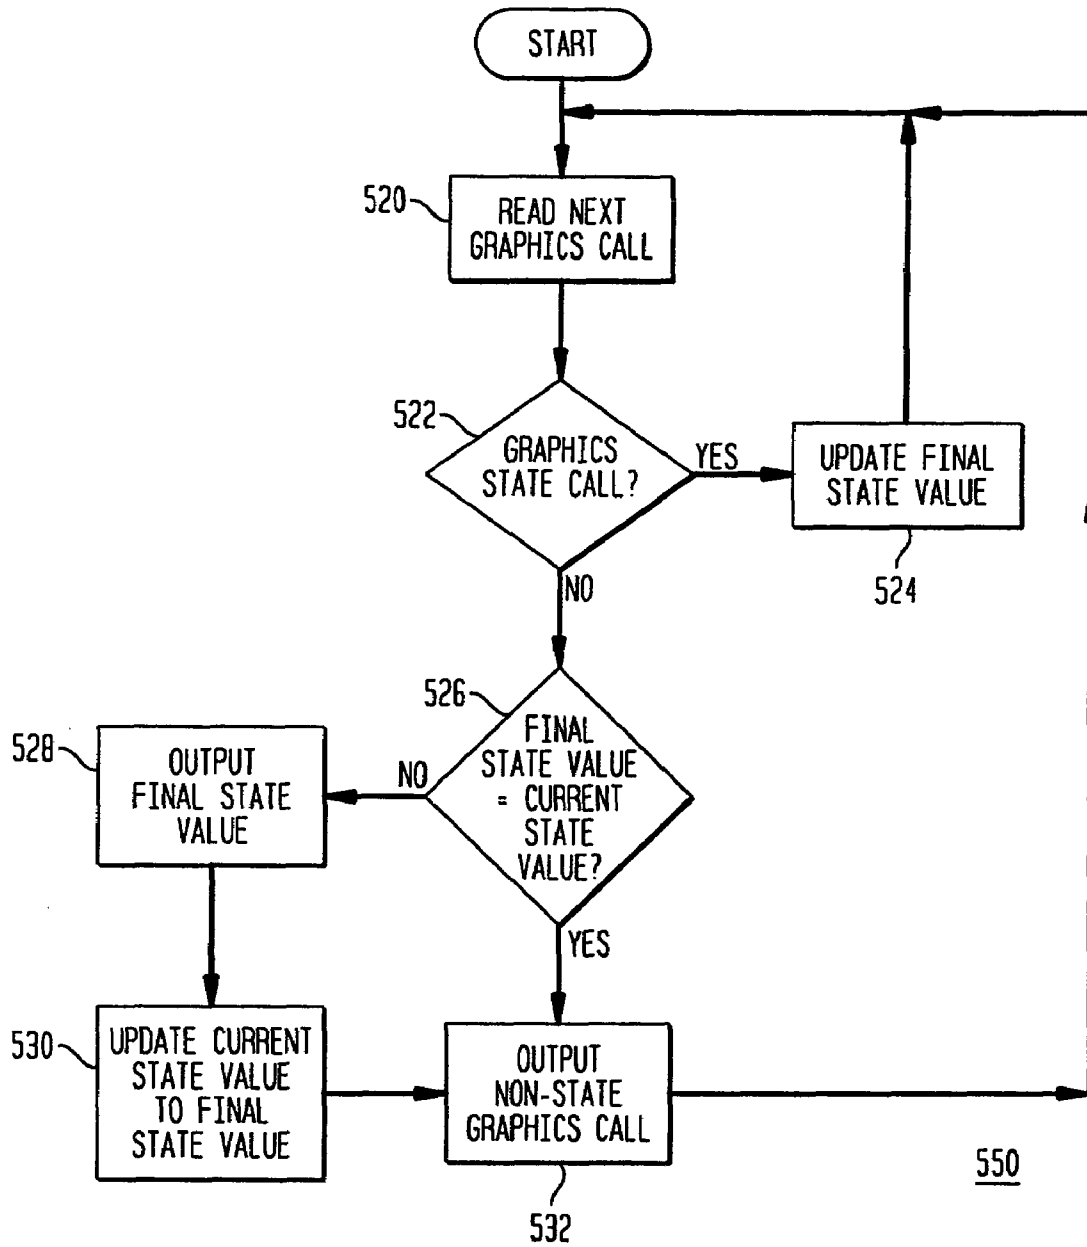 START
520
READ NEXT
GRAPHICS CALL
522
GRAPHICS
STATE CALL?
YES
UPDATE FINAL
STATE VALUE
524
NO
526
FINAL
STATE VALUE
= CURRENT
STATE
VALUE?
NO
528
OUTPUT
FINAL STATE
VALUE
YES
530
UPDATE CURRENT
STATE VALUE
TO FINAL
STATE VALUE
OUTPUT
NON-STATE
GRAPHICS CALL
532
550